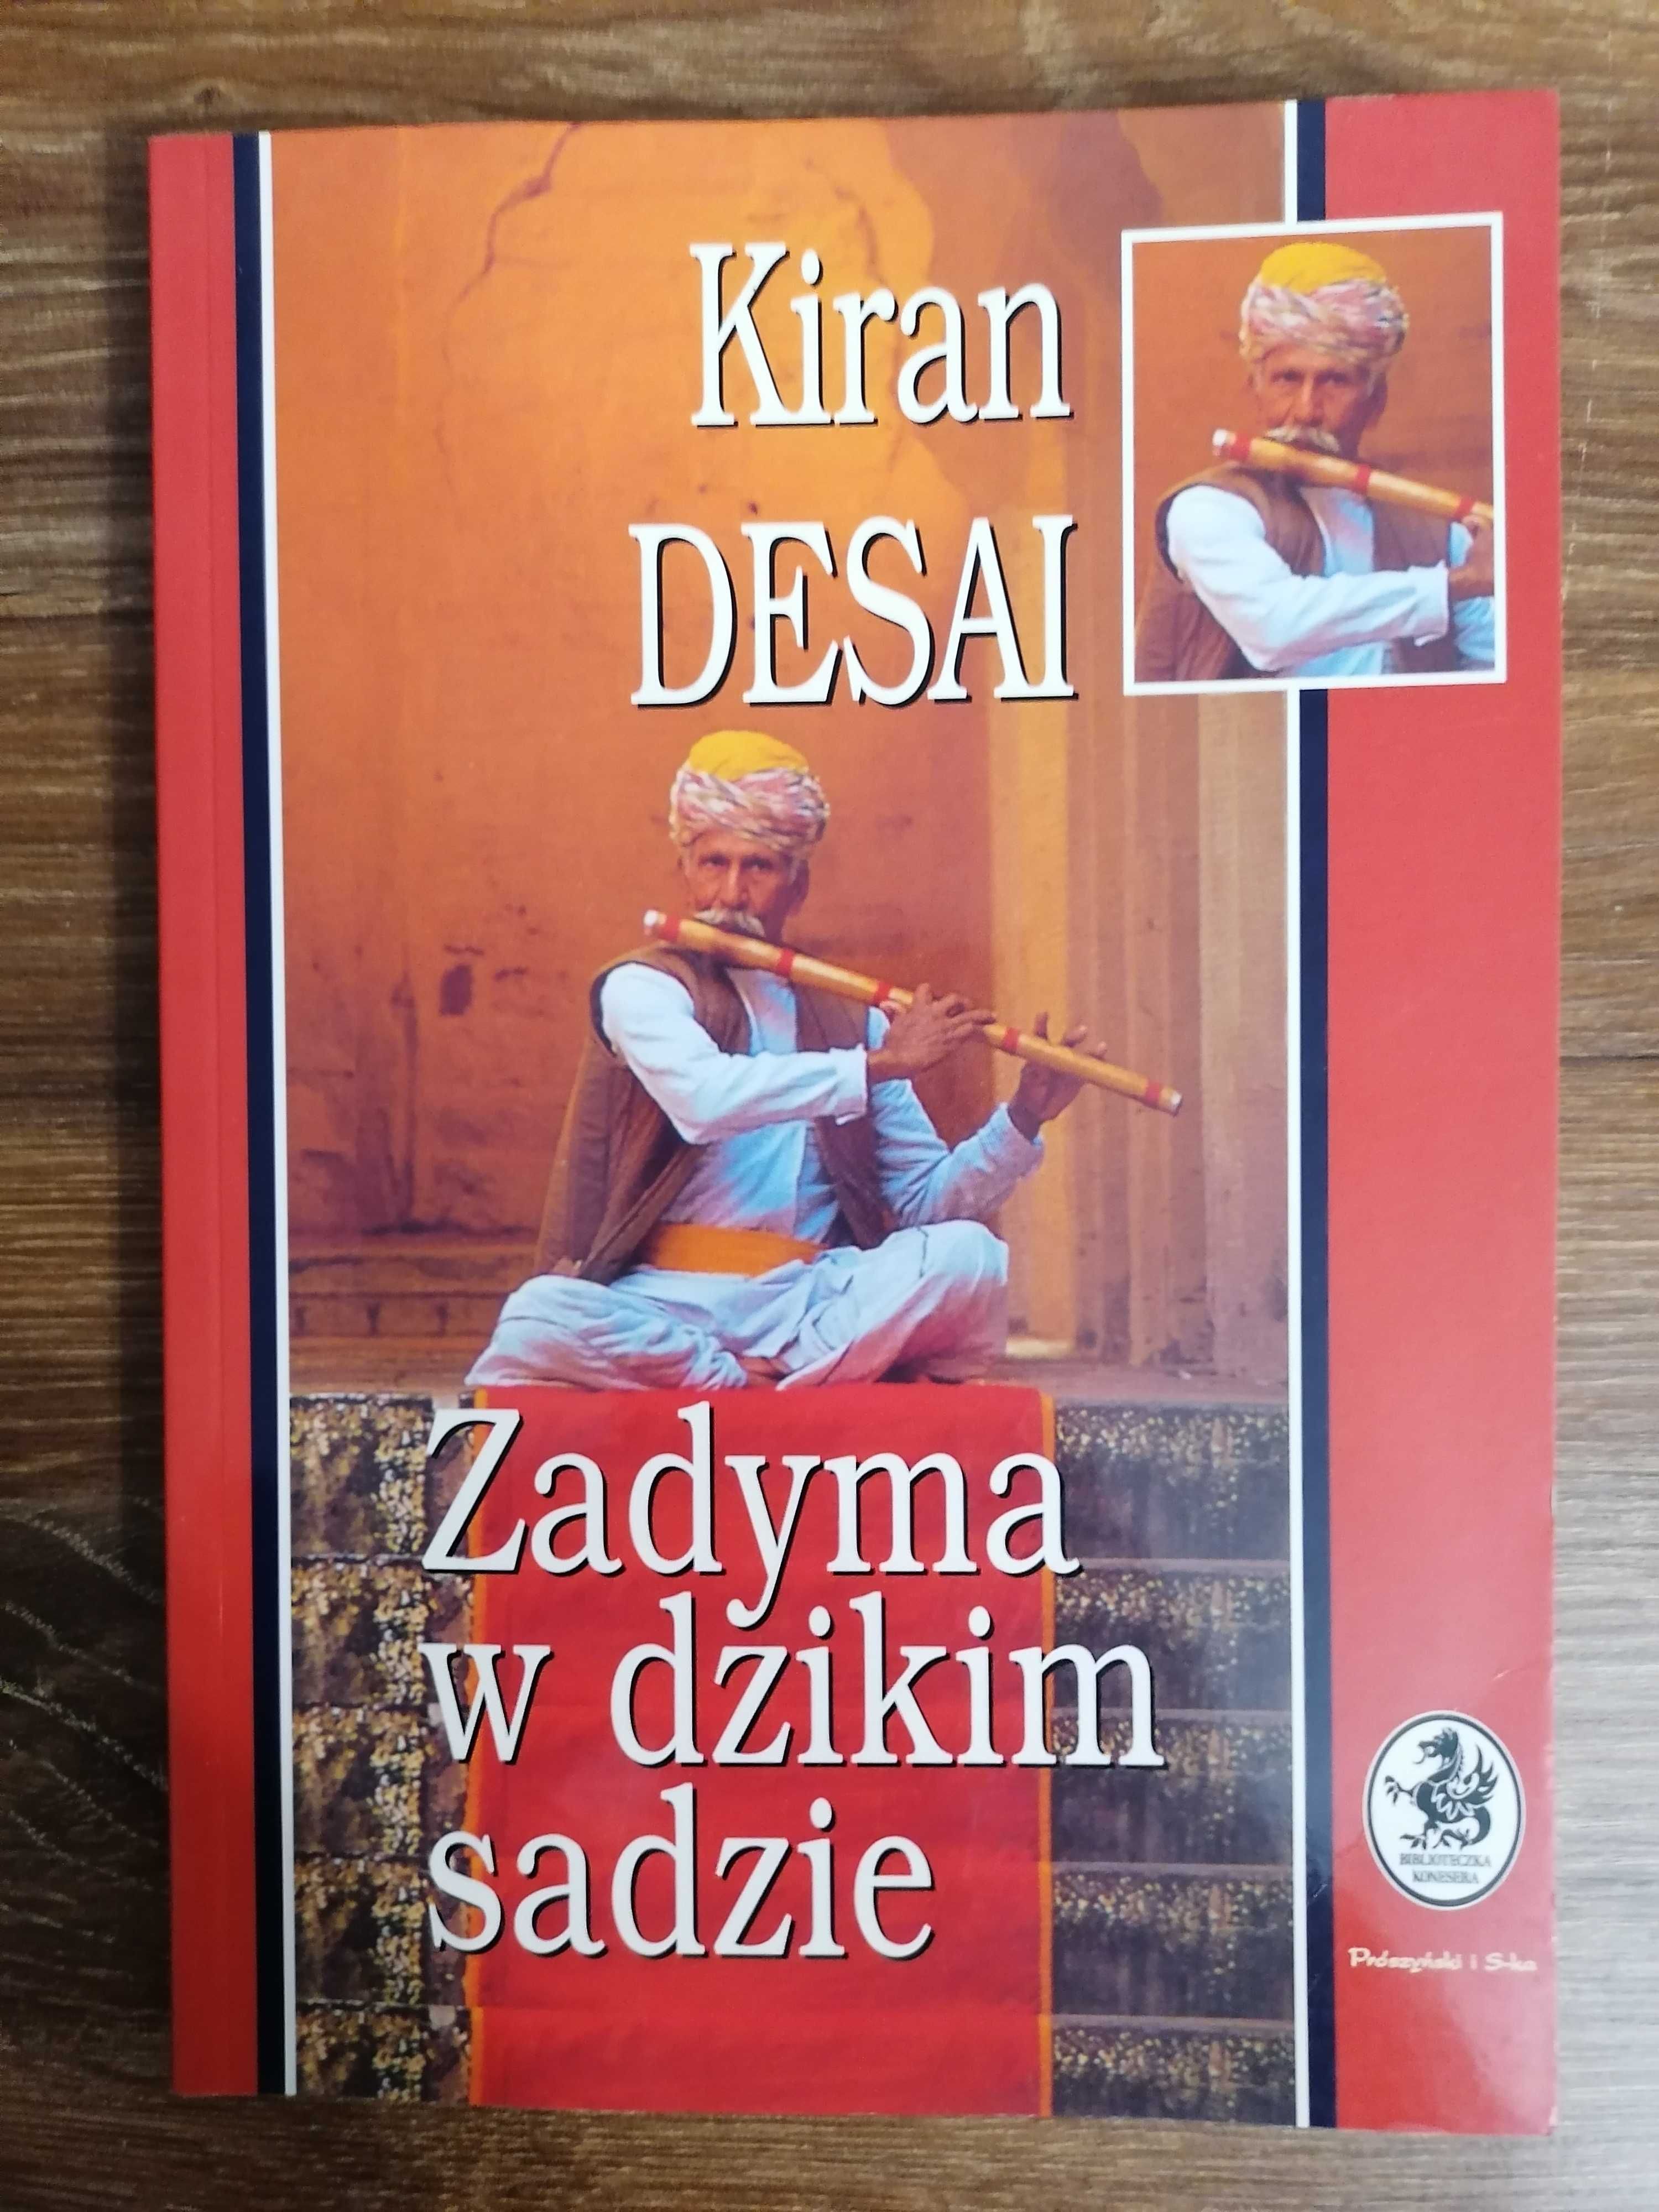 Kiran
DESAI
Zadyma
w dzikim
sadzie
BIBLIOTECZKA
KONESERA
Prószyński i S-ka